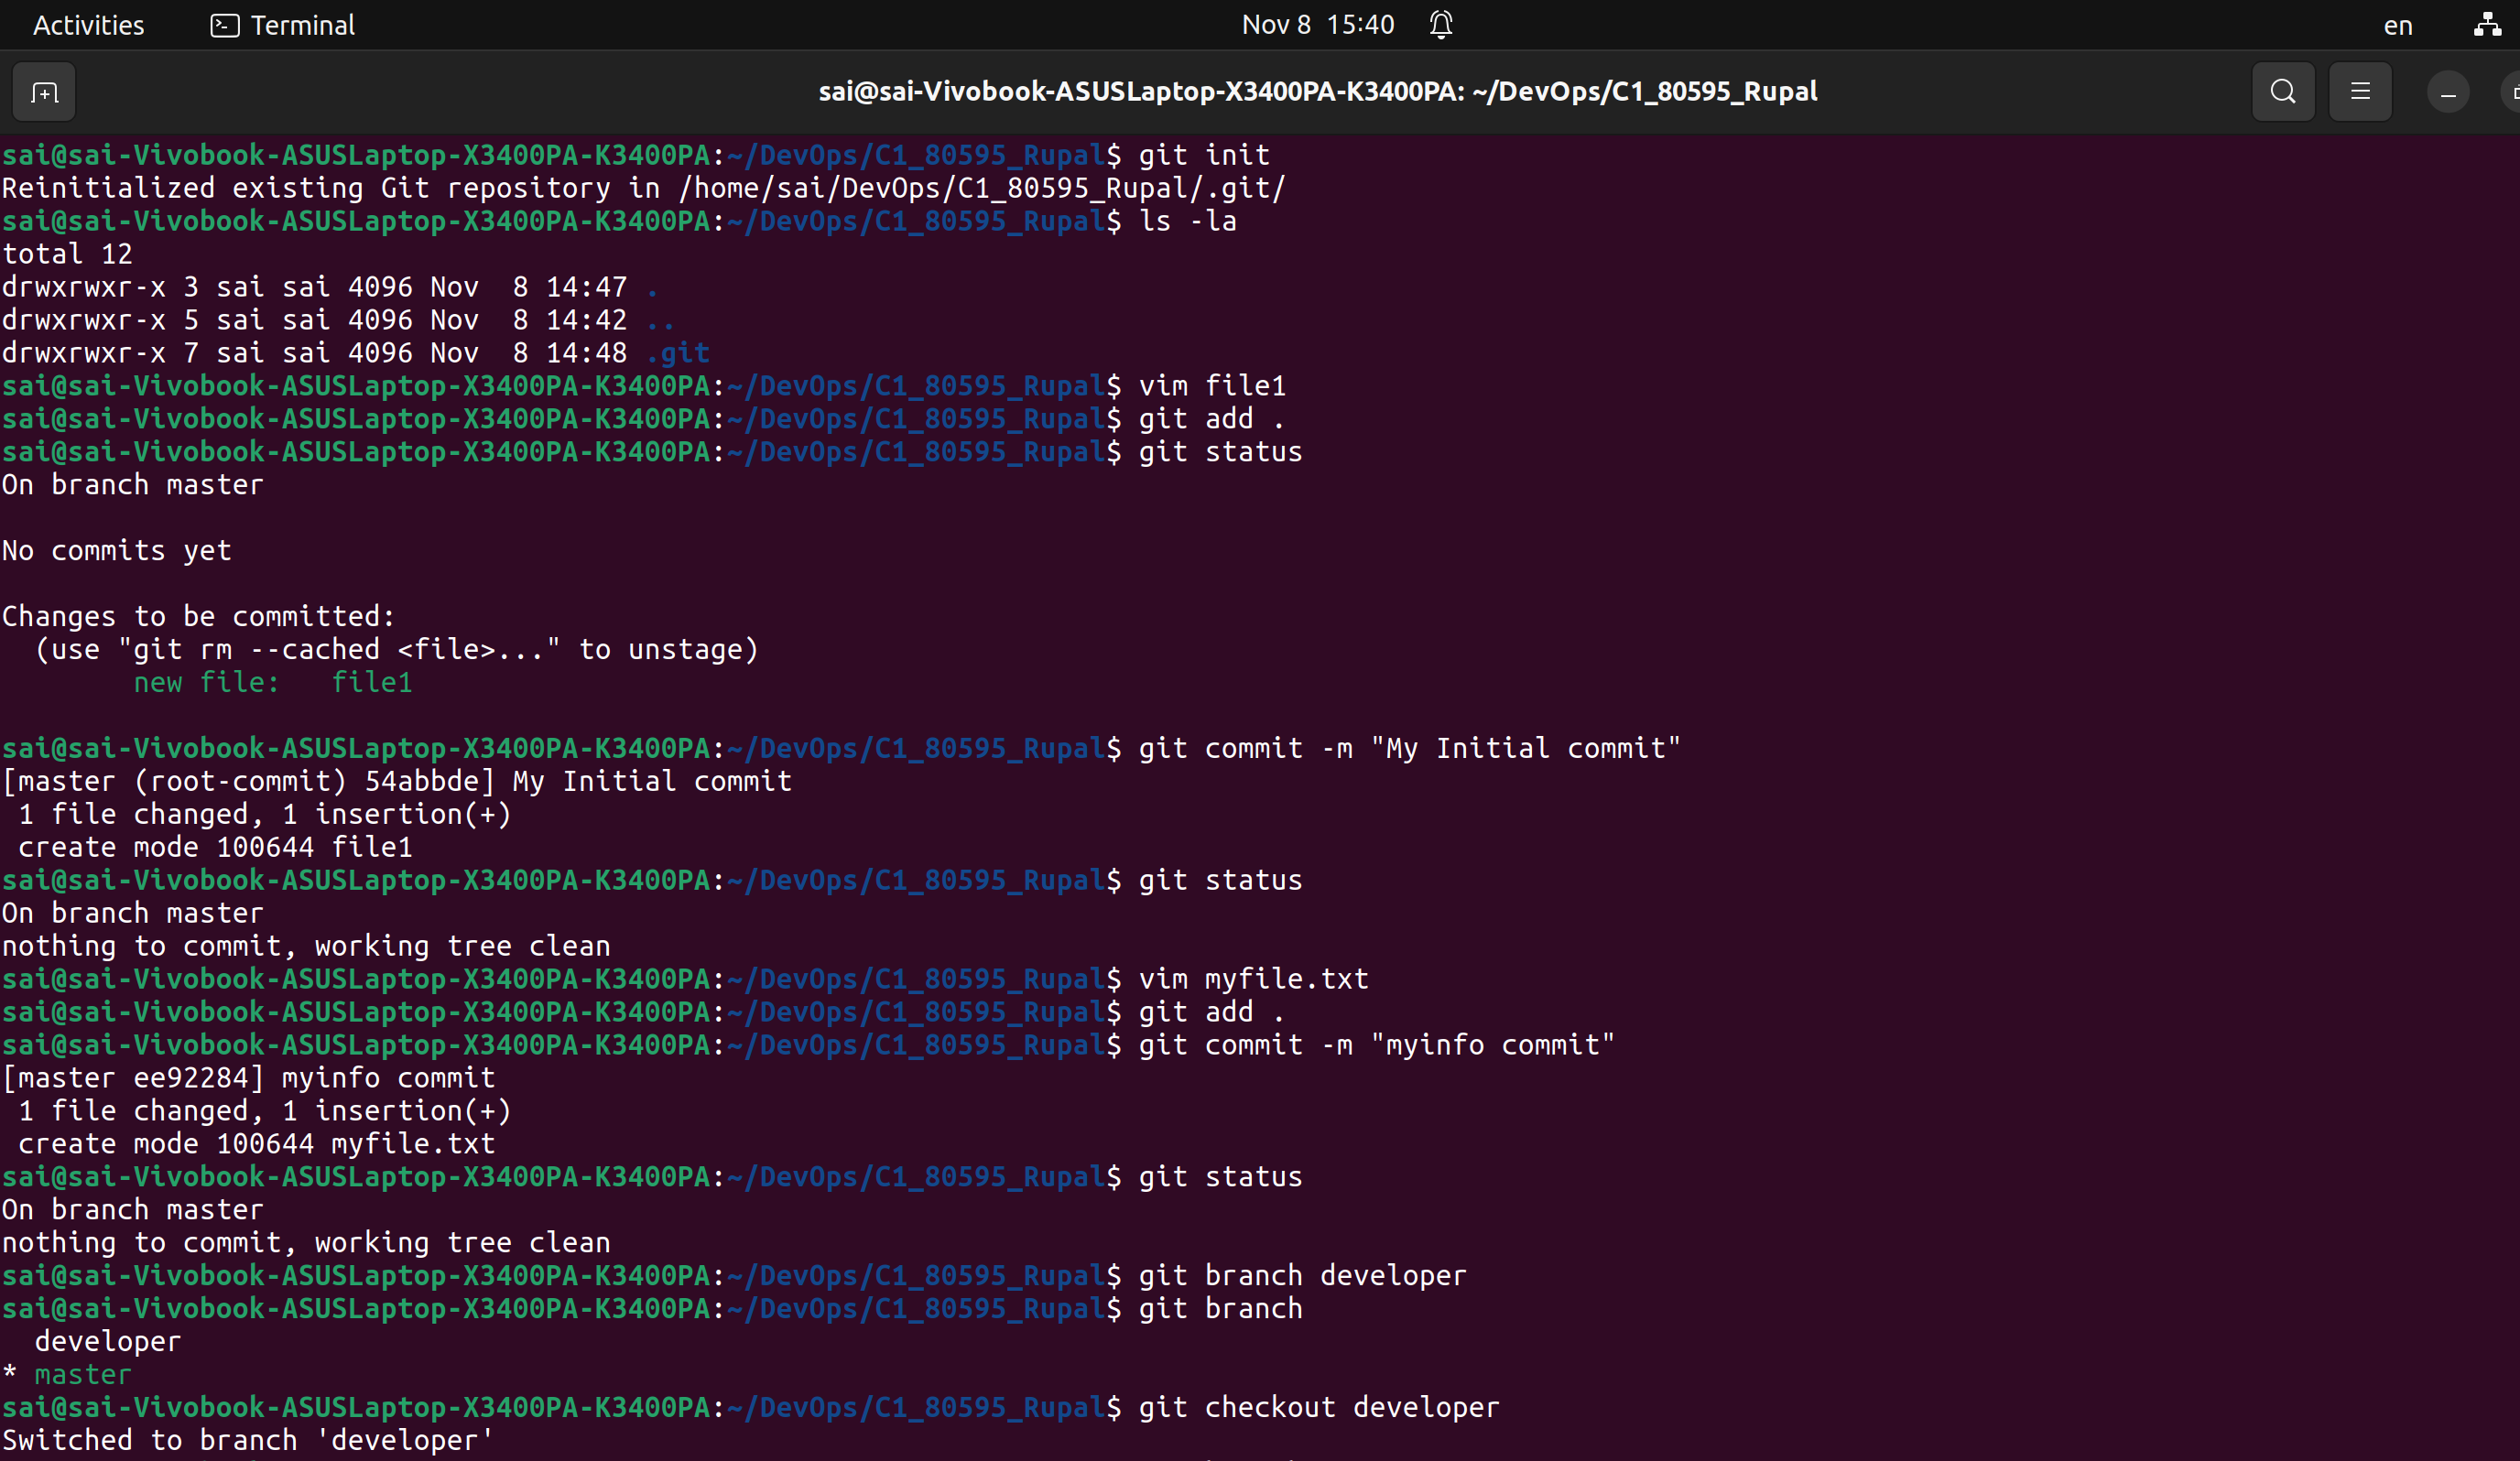 Activities Terminal Nov 8 15:40 en
sai@sai-Vivobook-ASUSLaptop-X3400PA-K3400PA: ~/DevOps/C1_80595_Rupal
sai@sai-Vivobook-ASUSLaptop-X3400PA-K3400PA:~/DevOps/C1_80595_Rupal$ git init
Reinitialized existing Git repository in /home/sai/DevOps/C1_80595_Rupal/.git/
sai@sai-Vivobook-ASUSLaptop-X3400PA-K3400PA:~/DevOps/C1_80595_Rupal$ ls -la
total 12
drwxrwxr-x 3 sai sai 4096 Nov  8 14:47 .
drwxrwxr-x 5 sai sai 4096 Nov  8 14:42 ..
drwxrwxr-x 7 sai sai 4096 Nov  8 14:48 .git
sai@sai-Vivobook-ASUSLaptop-X3400PA-K3400PA:~/DevOps/C1_80595_Rupal$ vim file1
sai@sai-Vivobook-ASUSLaptop-X3400PA-K3400PA:~/DevOps/C1_80595_Rupal$ git add .
sai@sai-Vivobook-ASUSLaptop-X3400PA-K3400PA:~/DevOps/C1_80595_Rupal$ git status
On branch master
No commits yet
Changes to be committed:
  (use "git rm --cached <file>..." to unstage)
        new file:   file1
sai@sai-Vivobook-ASUSLaptop-X3400PA-K3400PA:~/DevOps/C1_80595_Rupal$ git commit -m "My Initial commit"
[master (root-commit) 54abbde] My Initial commit
 1 file changed, 1 insertion(+)
 create mode 100644 file1
sai@sai-Vivobook-ASUSLaptop-X3400PA-K3400PA:~/DevOps/C1_80595_Rupal$ git status
On branch master
nothing to commit, working tree clean
sai@sai-Vivobook-ASUSLaptop-X3400PA-K3400PA:~/DevOps/C1_80595_Rupal$ vim myfile.txt
sai@sai-Vivobook-ASUSLaptop-X3400PA-K3400PA:~/DevOps/C1_80595_Rupal$ git add .
sai@sai-Vivobook-ASUSLaptop-X3400PA-K3400PA:~/DevOps/C1_80595_Rupal$ git commit -m "myinfo commit"
[master ee92284] myinfo commit
 1 file changed, 1 insertion(+)
 create mode 100644 myfile.txt
sai@sai-Vivobook-ASUSLaptop-X3400PA-K3400PA:~/DevOps/C1_80595_Rupal$ git status
On branch master
nothing to commit, working tree clean
sai@sai-Vivobook-ASUSLaptop-X3400PA-K3400PA:~/DevOps/C1_80595_Rupal$ git branch developer
sai@sai-Vivobook-ASUSLaptop-X3400PA-K3400PA:~/DevOps/C1_80595_Rupal$ git branch
  developer
* master
sai@sai-Vivobook-ASUSLaptop-X3400PA-K3400PA:~/DevOps/C1_80595_Rupal$ git checkout developer
Switched to branch 'developer'